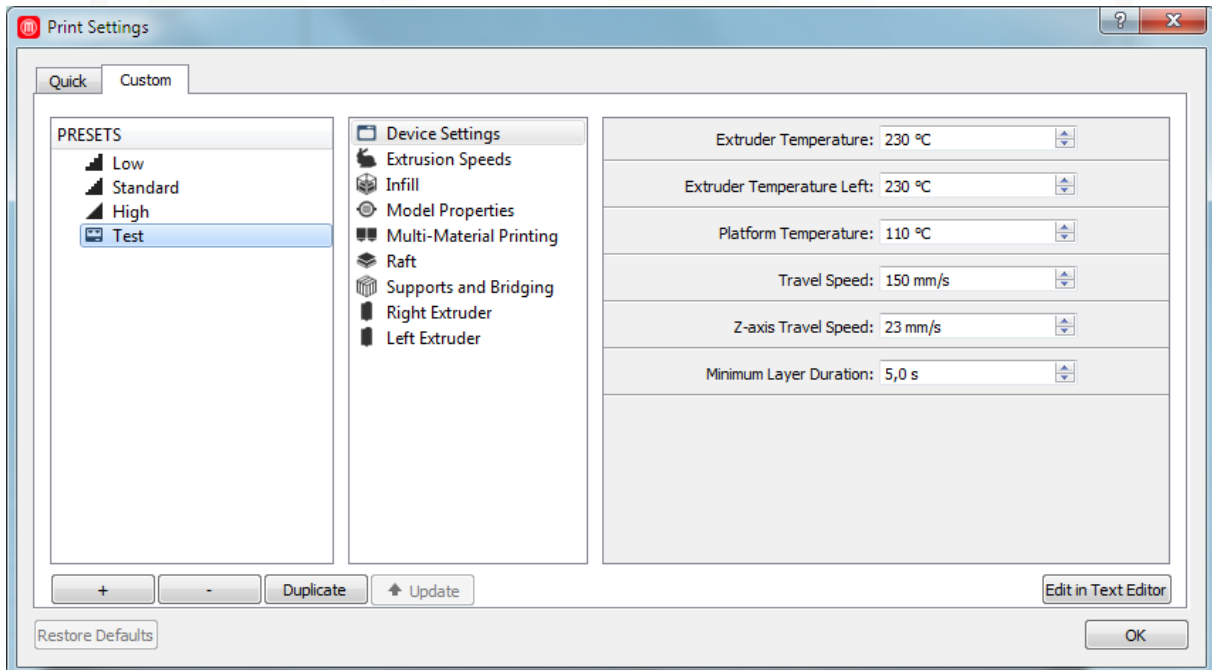 Print Settings
Quick
Custom
PRESETS
Low
Standard
High
Test
Device Settings
Extrusion Speeds
Infill
Model Properties
Multi-Material Printing
Raft
Supports and Bridging
Right Extruder
Left Extruder
Extruder Temperature: 230 ºC
Extruder Temperature Left: 230 ºC
Platform Temperature: 110 ºC
Travel Speed: 150 mm/s
Z-axis Travel Speed: 23 mm/s
Minimum Layer Duration: 5,0 s
+
-
Duplicate
Update
Edit in Text Editor
Restore Defaults
OK